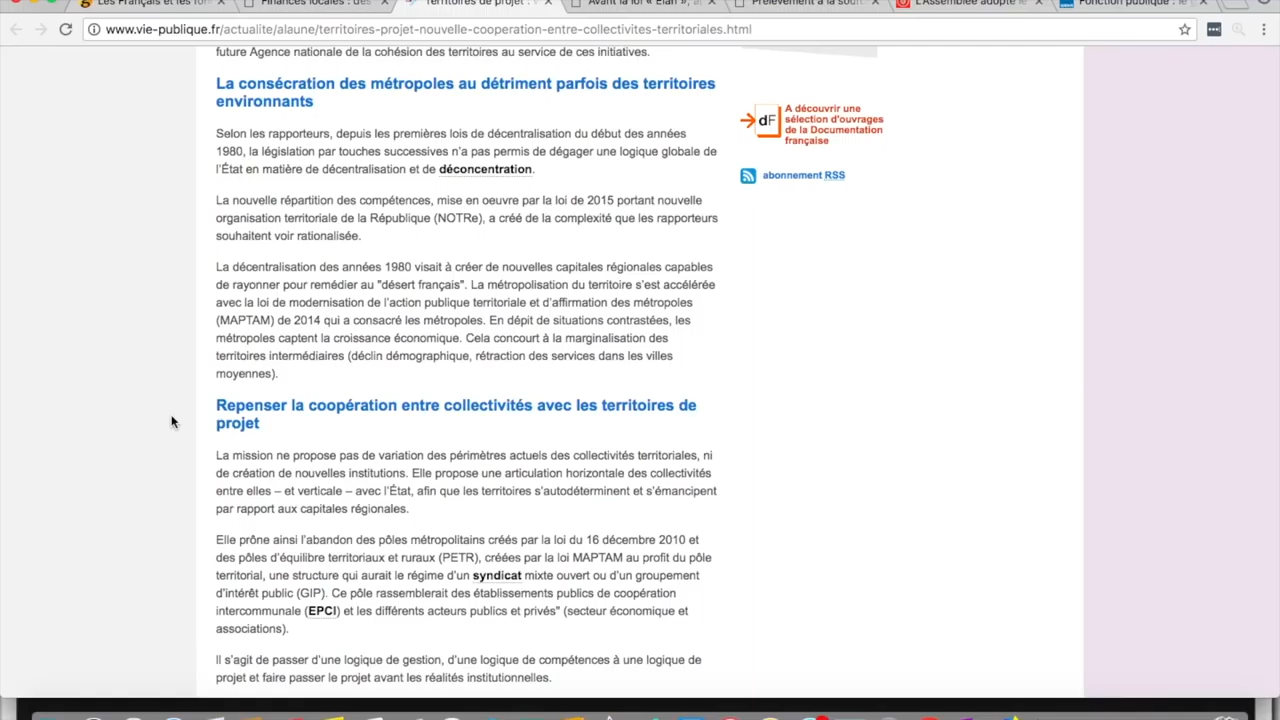 Les Français et les for
Finances locales : des
Territoires de projet :
Avant la loi « Elan », a
Prélèvement à la sourc
L'Assemblée adopte le
Fonction publique : le
www.vie-publique.fr/actualite/alaune/territoires-projet-nouvelle-cooperation-entre-collectivites-territoriales.html
future Agence nationale de la cohésion des territoires au service de ces initiatives.
La consécration des métropoles au détriment parfois des territoires
environnants
Selon les rapporteurs, depuis les premières lois de décentralisation du début des années
1980, la législation par touches successives n'a pas permis de dégager une logique globale de
l'État en matière de décentralisation et de déconcentration.
La nouvelle répartition des compétences, mise en oeuvre par la loi de 2015 portant nouvelle
organisation territoriale de la République (NOTRe), a créé de la complexité que les rapporteurs
souhaitent voir rationalisée.
La décentralisation des années 1980 visait à créer de nouvelles capitales régionales capables
de rayonner pour remédier au "désert français". La métropolisation du territoire s'est accélérée
avec la loi de modernisation de l'action publique territoriale et d'affirmation des métropoles
(MAPTAM) de 2014 qui a consacré les métropoles. En dépit de situations contrastées, les
métropoles captent la croissance économique. Cela concourt à la marginalisation des
territoires intermédiaires (déclin démographique, rétraction des services dans les villes
moyennes).
Repenser la coopération entre collectivités avec les territoires de
projet
La mission ne propose pas de variation des périmètres actuels des collectivités territoriales, ni
de création de nouvelles institutions. Elle propose une articulation horizontale des collectivités
entre elles – et verticale – avec l'État, afin que les territoires s'autodéterminent et s'émancipent
par rapport aux capitales régionales.
Elle prône ainsi l'abandon des pôles métropolitains créés par la loi du 16 décembre 2010 et
des pôles d'équilibre territoriaux et ruraux (PETR), créées par la loi MAPTAM au profit du pôle
territorial, une structure qui aurait le régime d'un syndicat mixte ouvert ou d'un groupement
d'intérêt public (GIP). Ce pôle rassemblerait des établissements publics de coopération
intercommunale (EPCI) et les différents acteurs publics et privés" (secteur économique et
associations).
Il s'agit de passer d'une logique de gestion, d'une logique de compétences à une logique de
projet et faire passer le projet avant les réalités institutionnelles.
dF
A découvrir une
sélection d'ouvrages
de la Documentation
française
abonnement RSS